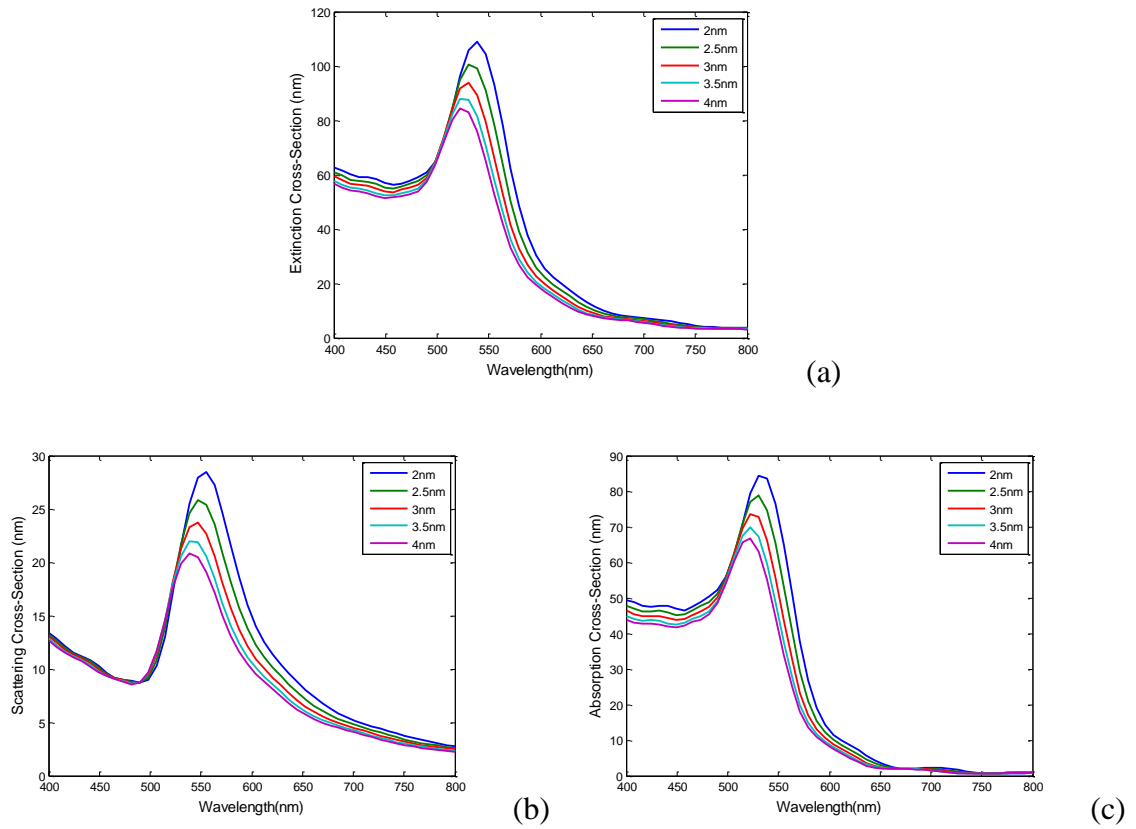 120
100
80
60
40
20
0
Extinction Cross-Section (nm)
400 450 500 550 600 650 700 750 800
Wavelength(nm)
2nm
2.5nm
3nm
3.5nm
4nm
(a)
30
25
20
15
10
5
0
Scattering Cross-Section (nm)
400 450 500 550 600 650 700 750 800
Wavelength(nm)
2nm
2.5nm
3nm
3.5nm
4nm
(b)
90
80
70
60
50
40
30
20
10
0
Absorption Cross-Section (nm)
400 450 500 550 600 650 700 750 800
Wavelength(nm)
2nm
2.5nm
3nm
3.5nm
4nm
(c)